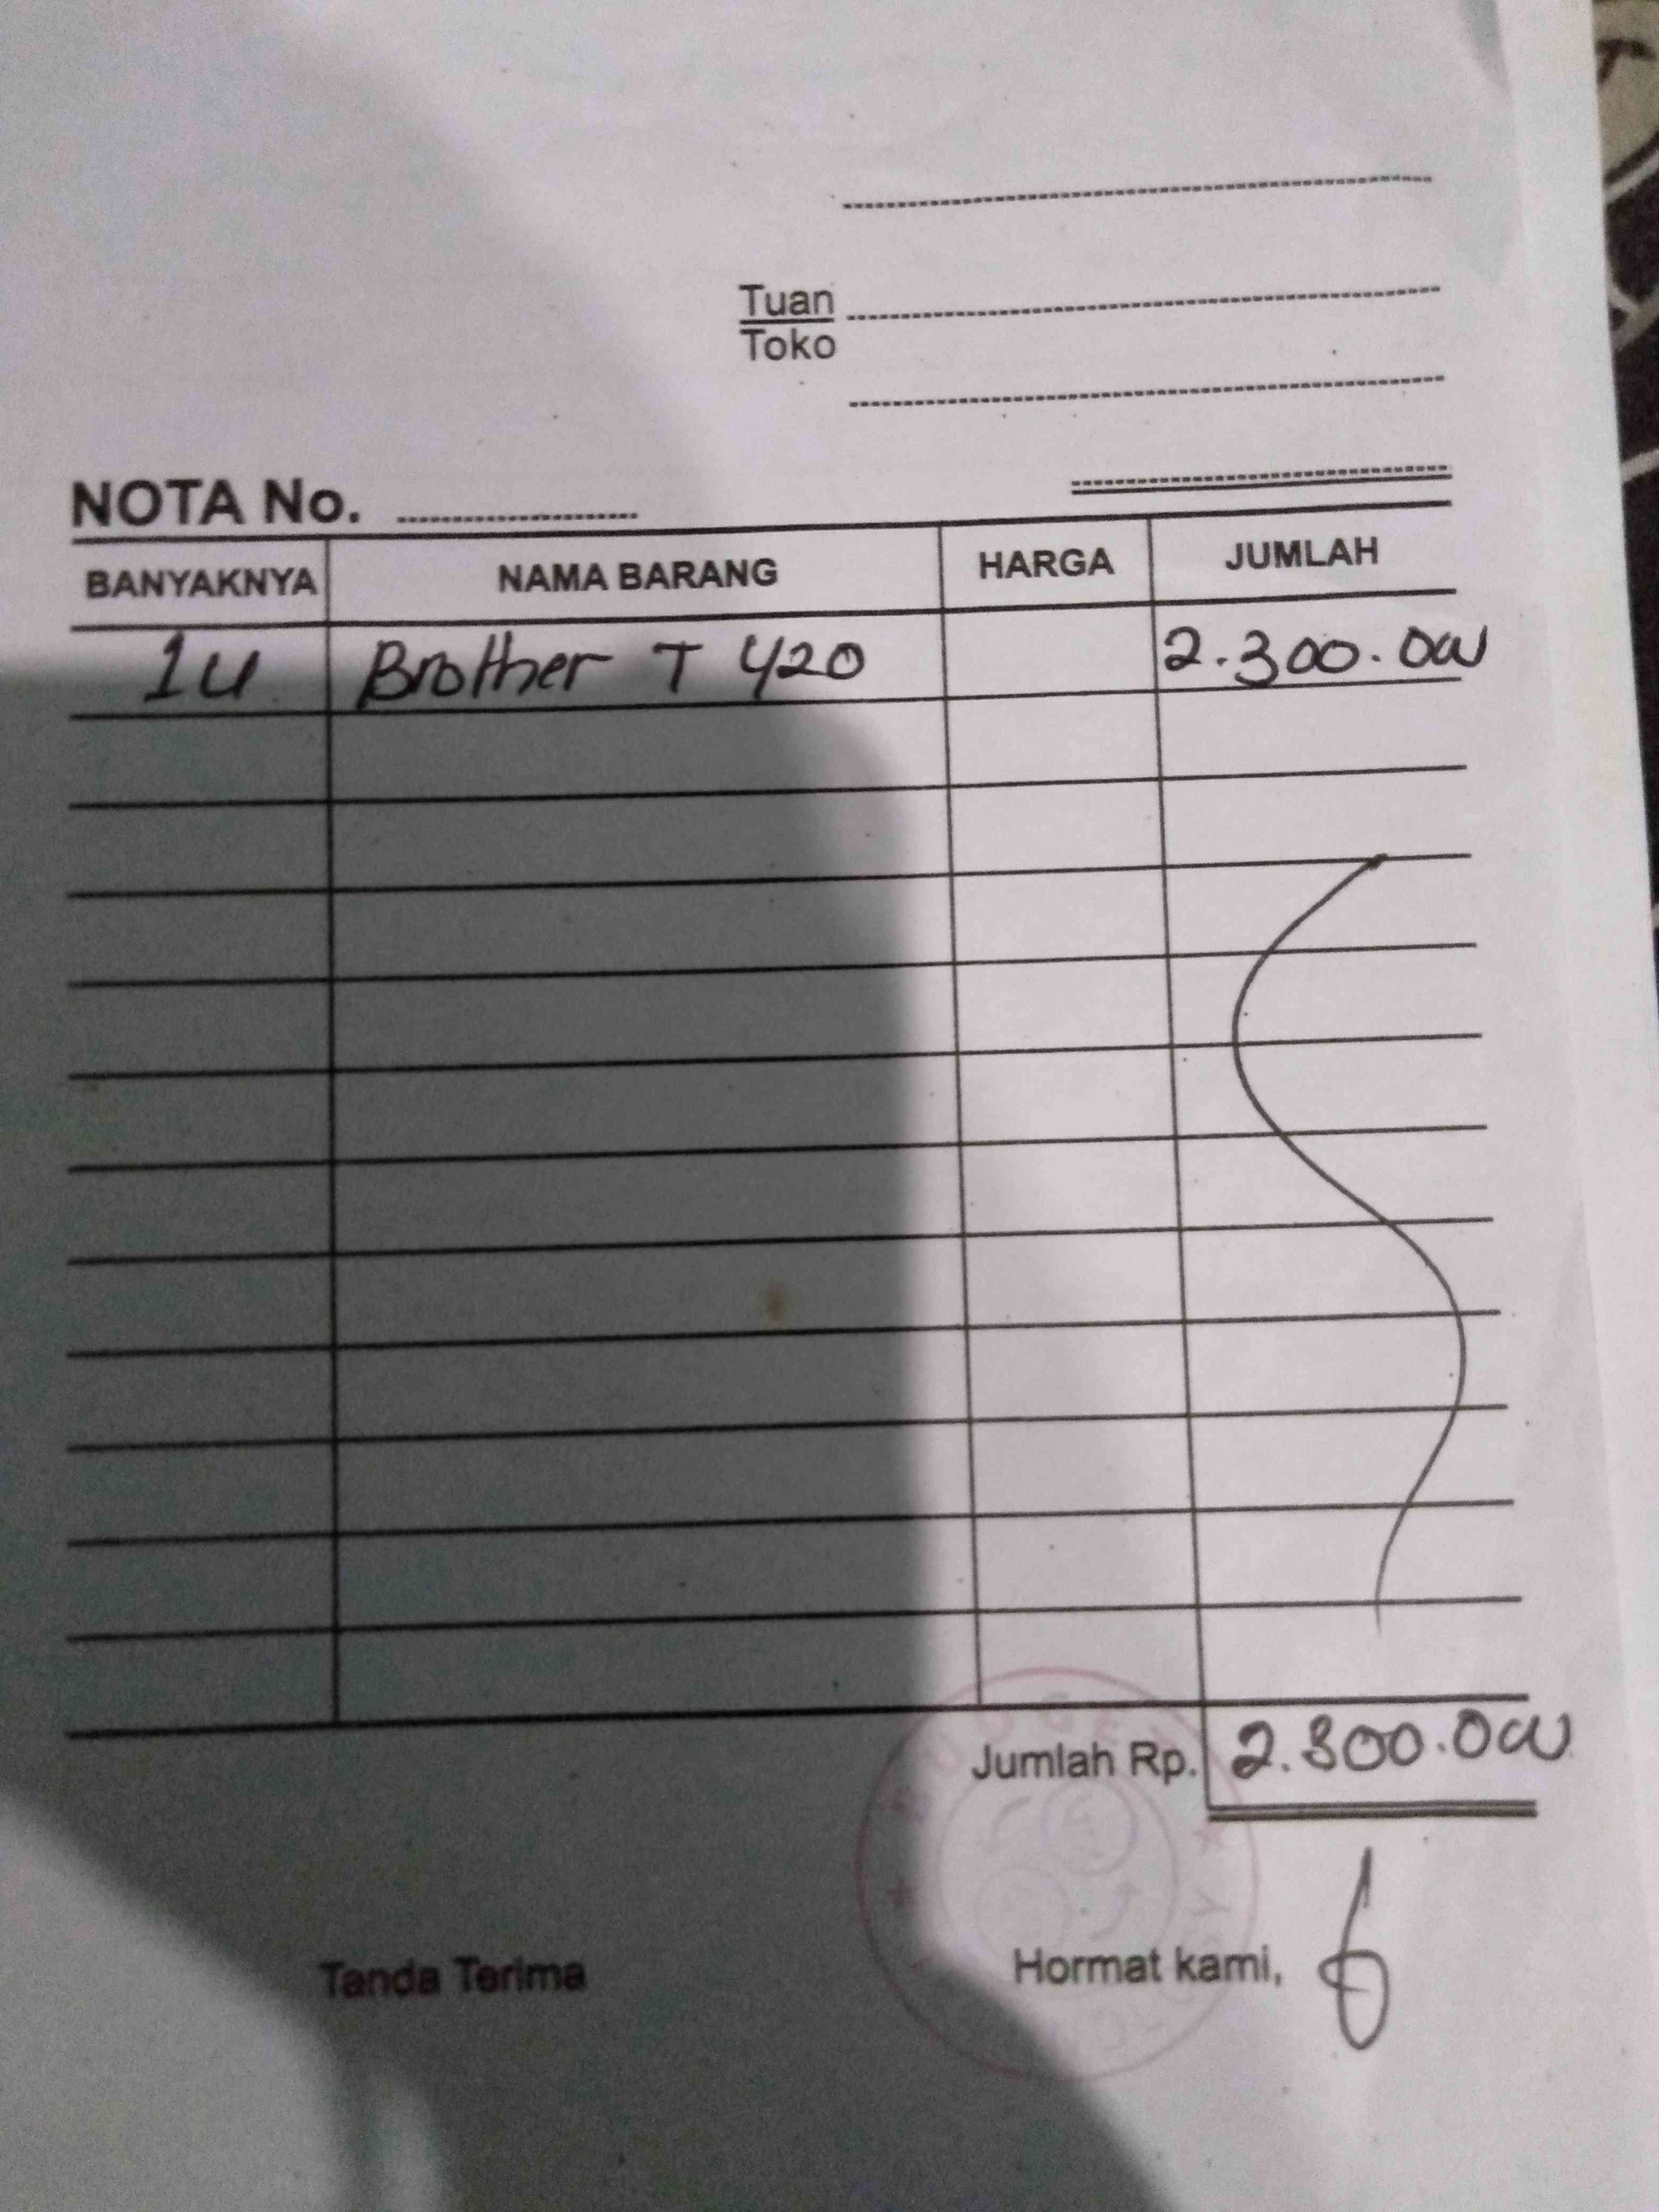 Tuan
Toko
NOTA No.
BANYAKNYA NAMA BARANG HARGA JUMLAH
1 u Brother T 420 2.300.000
Jumlah Rp. 2.300.000
Tanda Terima Hormat kami,